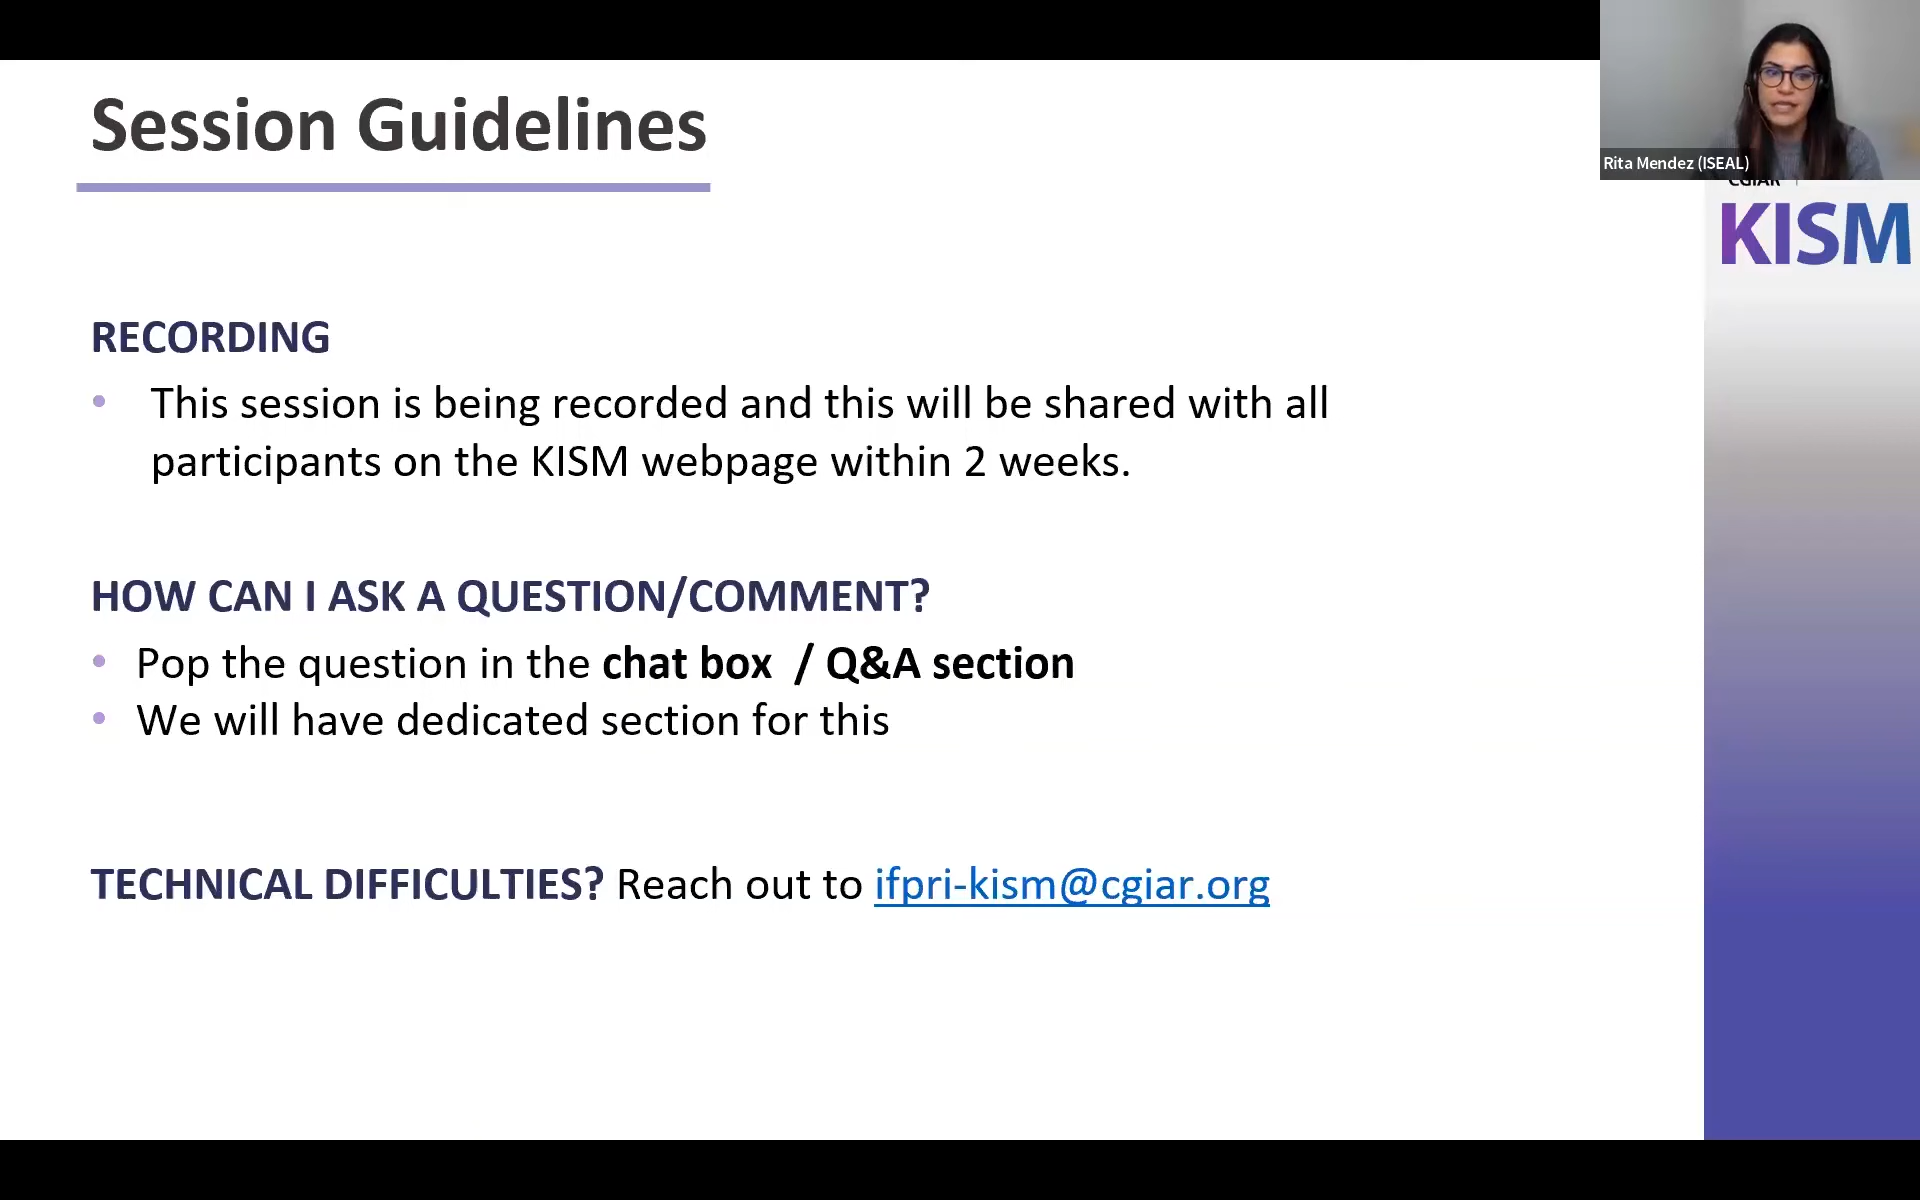 Session Guidelines
Rita Mendez (ISEAL)
CGIAR
KISM
RECORDING
• This session is being recorded and this will be shared with all
participants on the KISM webpage within 2 weeks.
HOW CAN I ASK A QUESTION/COMMENT?
• Pop the question in the chat box / Q&A section
• We will have dedicated section for this
TECHNICAL DIFFICULTIES? Reach out to ifpri-kism@cgiar.org